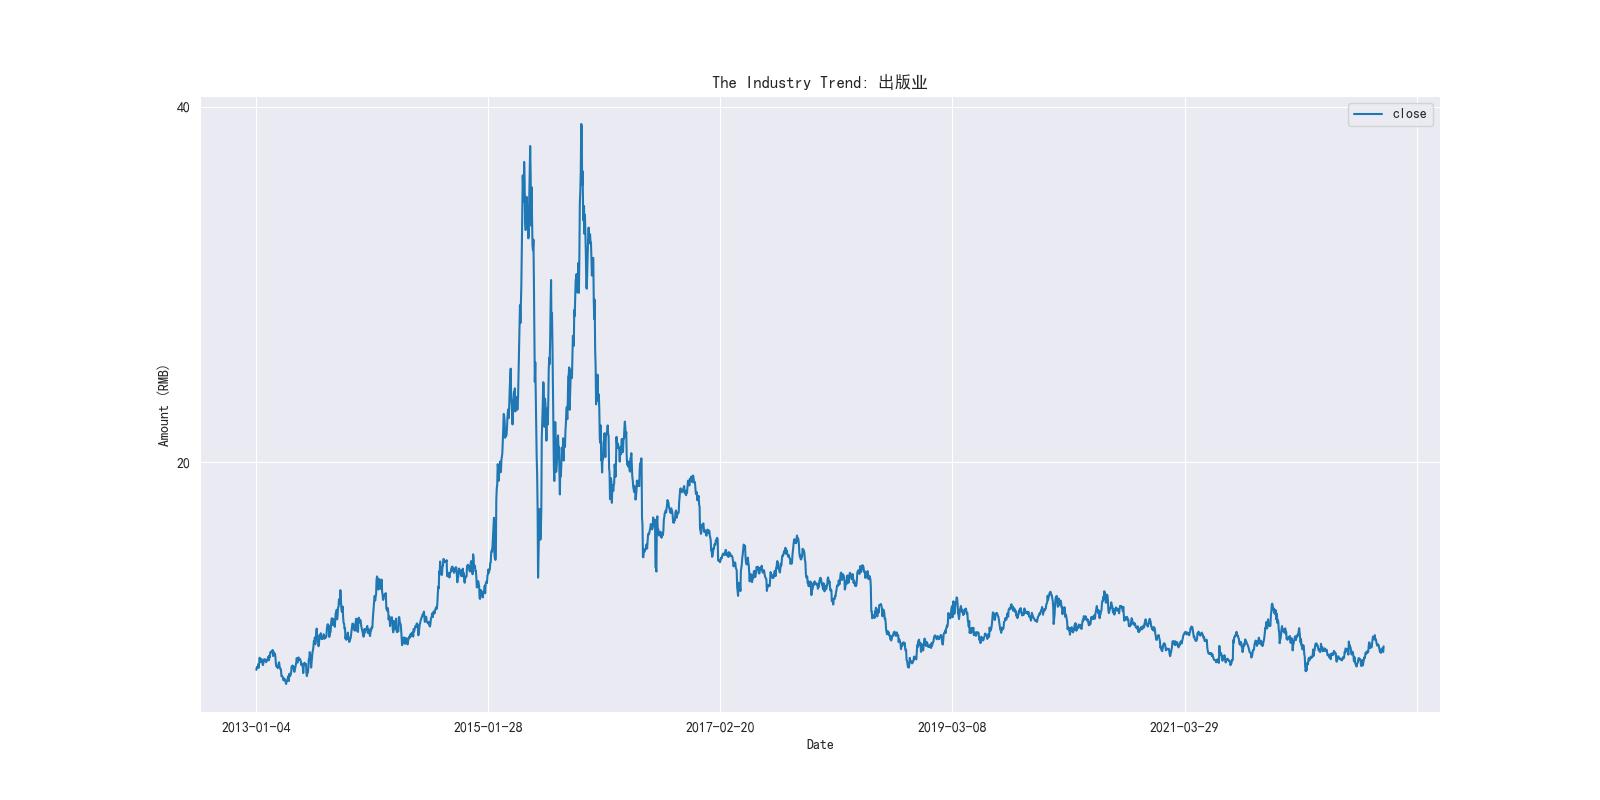 The Industry Trend: 出版业
close
40
20
Amount (RMB)
2013-01-04 2015-01-28 2017-02-20 2019-03-08 2021-03-29
Date